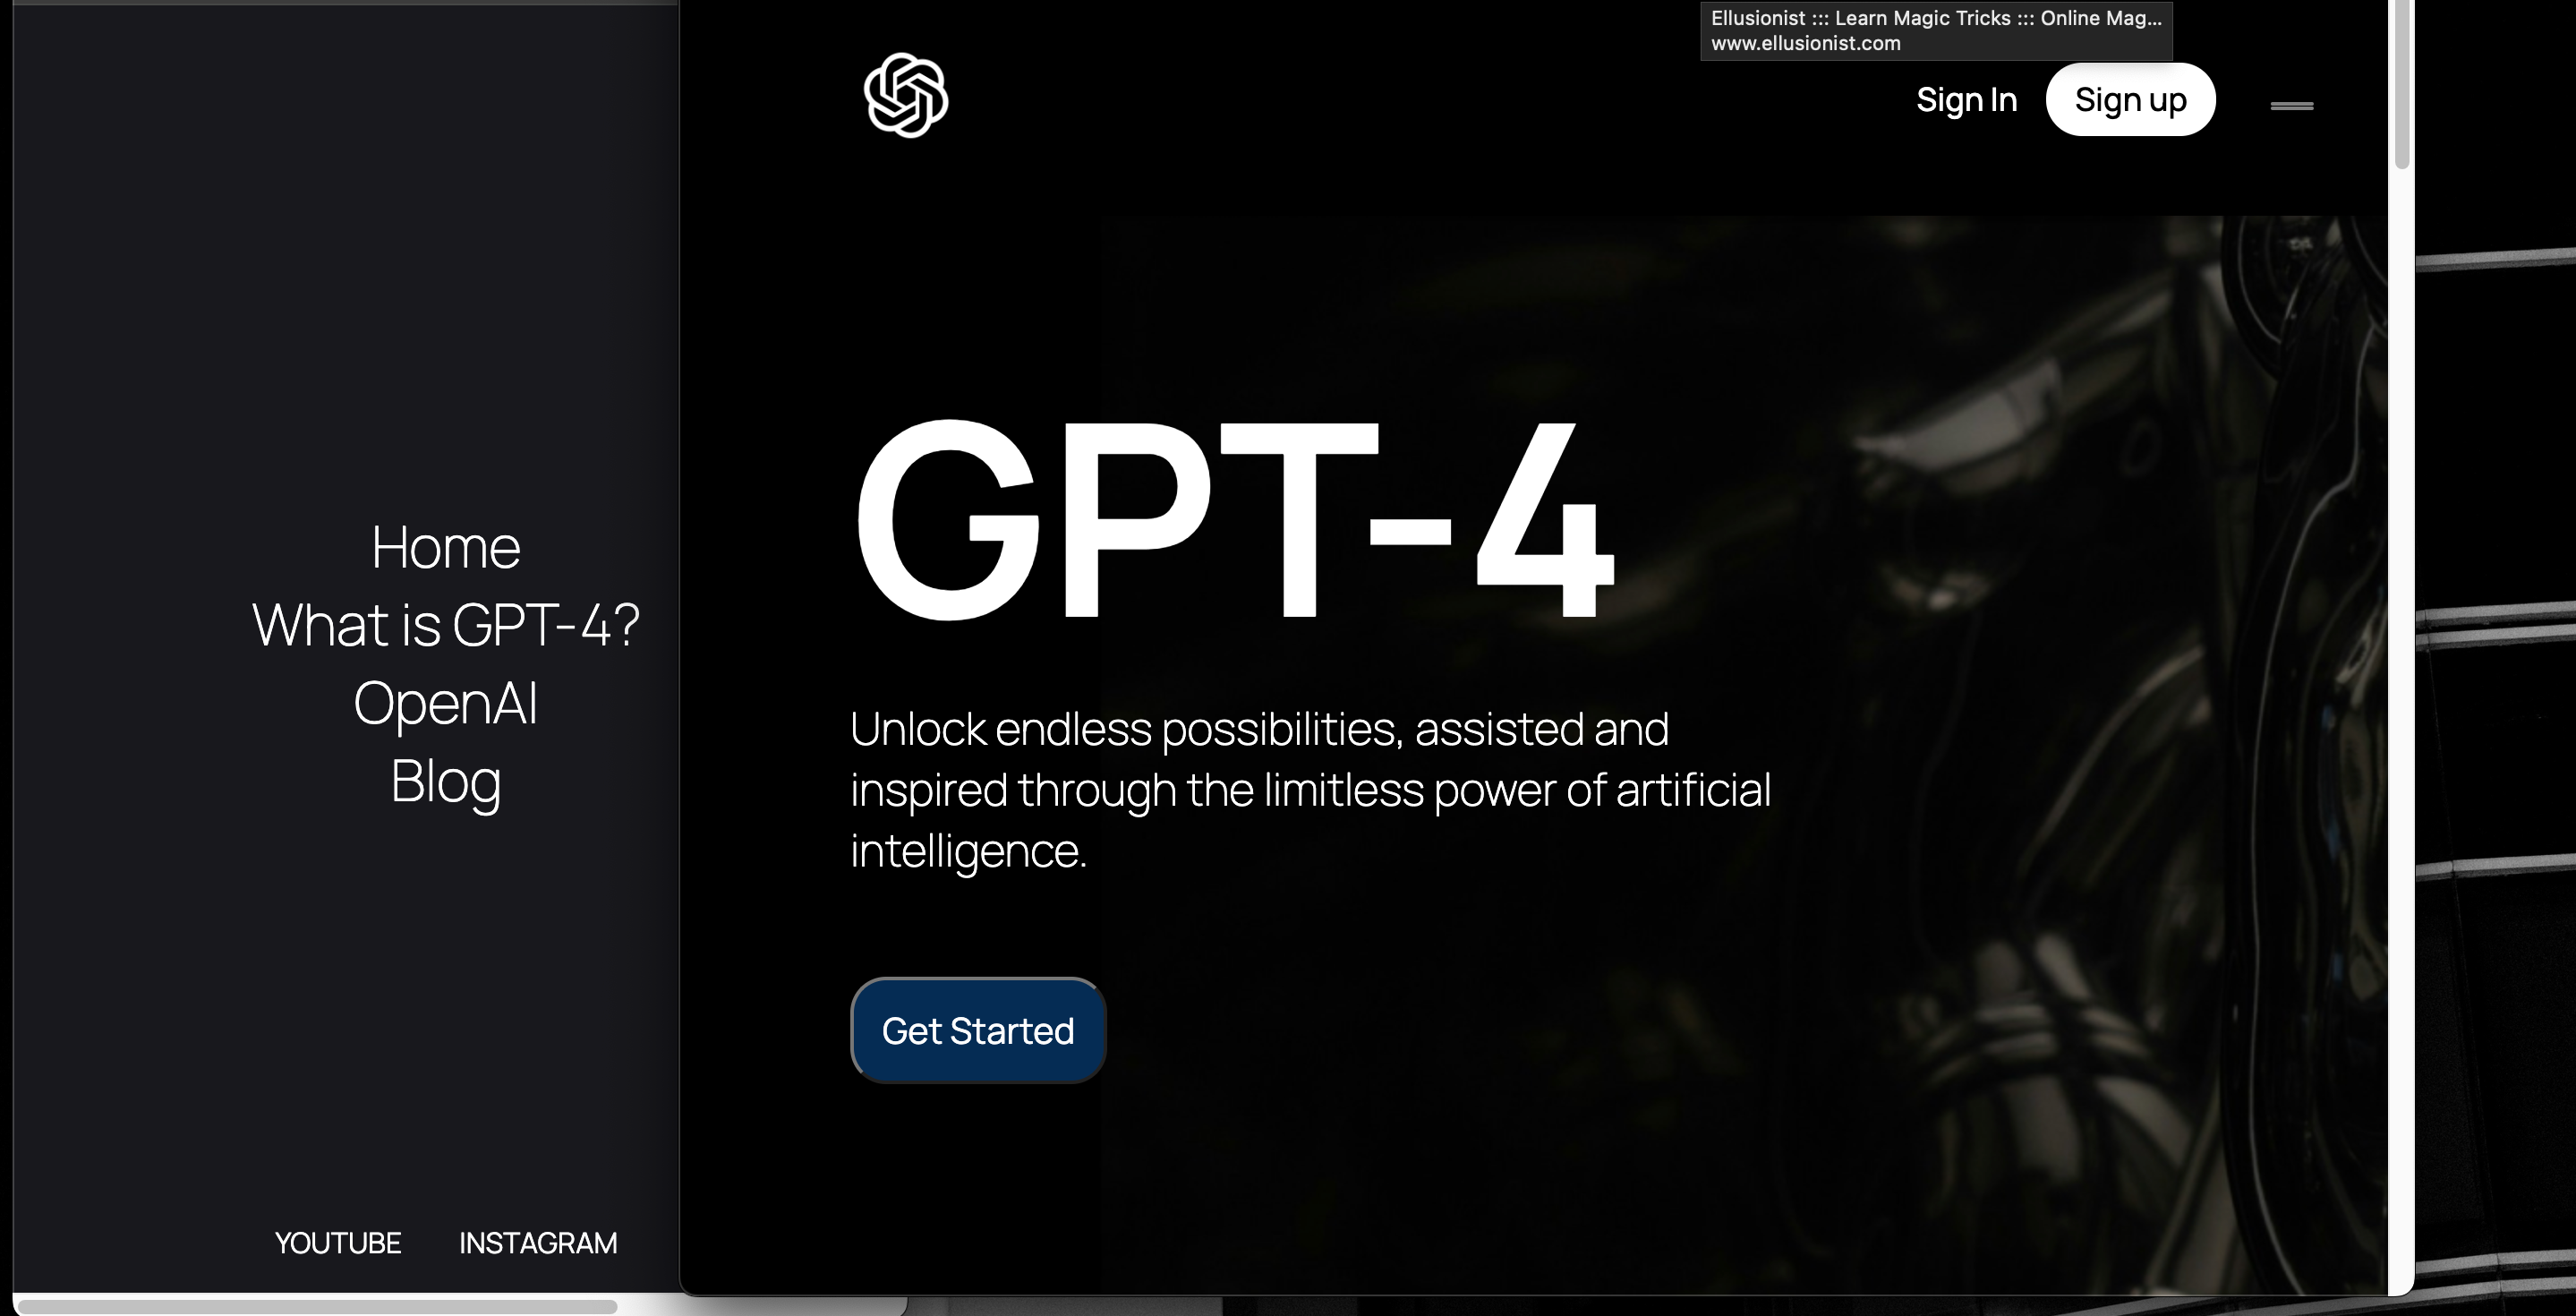 Ellusionist ::: Learn Magic Tricks ::: Online Mag...
www.ellusionist.com
Sign In
Sign up
Home
What is GPT-4?
OpenAI
Blog
YOUTUBE
INSTAGRAM
GPT-4
Unlock endless possibilities, assisted and
inspired through the limitless power of artificial
intelligence.
Get Started